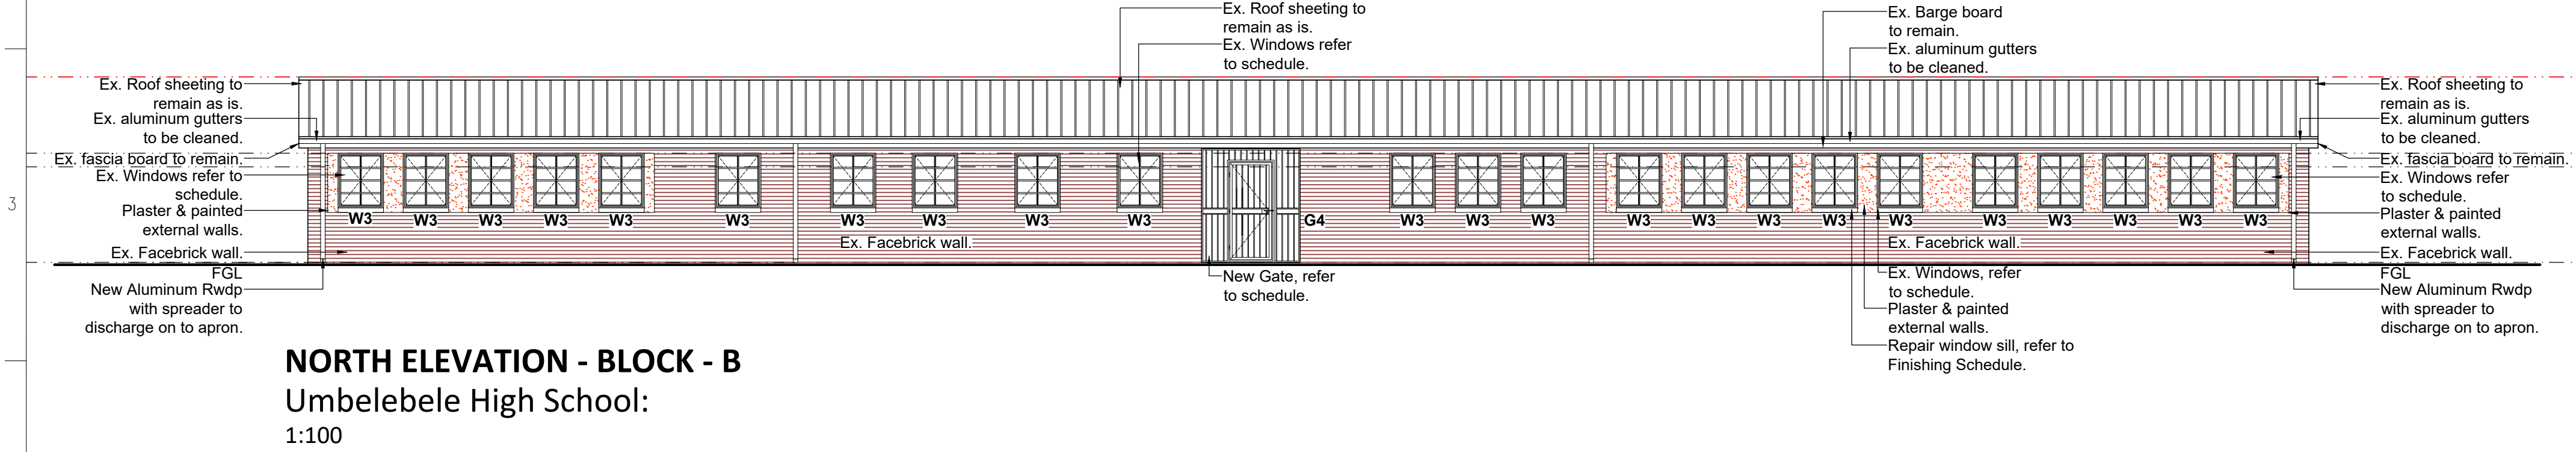 Ex. Roof sheeting to
remain as is.
Ex. Windows refer
to schedule.
Ex. Barge board
to remain.
Ex. aluminum gutters
to be cleaned.
Ex. Roof sheeting to
remain as is.
Ex. aluminum gutters
to be cleaned.
Ex. fascia board to remain.
Ex. Windows refer to
schedule.
Plaster & painted
external walls.
Ex. Facebrick wall.
FGL
New Aluminum Rwdp
with spreader to
discharge on to apron.
3
W3 W3 W3 W3 W3 W3 W3 W3 W3 W3 G4 W3 W3 W3 W3 W3 W3 W3 W3 W3 W3 W3 W3 W3
Ex. Facebrick wall.
Ex. Facebrick wall.
New Gate, refer
to schedule.
Ex. Windows, refer
to schedule.
Plaster & painted
external walls.
Repair window sill, refer to
Finishing Schedule.
Ex. Roof sheeting to
remain as is.
Ex. aluminum gutters
to be cleaned.
Ex. fascia board to remain.
Ex. Windows refer
to schedule.
Plaster & painted
external walls.
Ex. Facebrick wall.
FGL
New Aluminum Rwdp
with spreader to
discharge on to apron.
NORTH ELEVATION - BLOCK - B
Umbelebele High School:
1:100